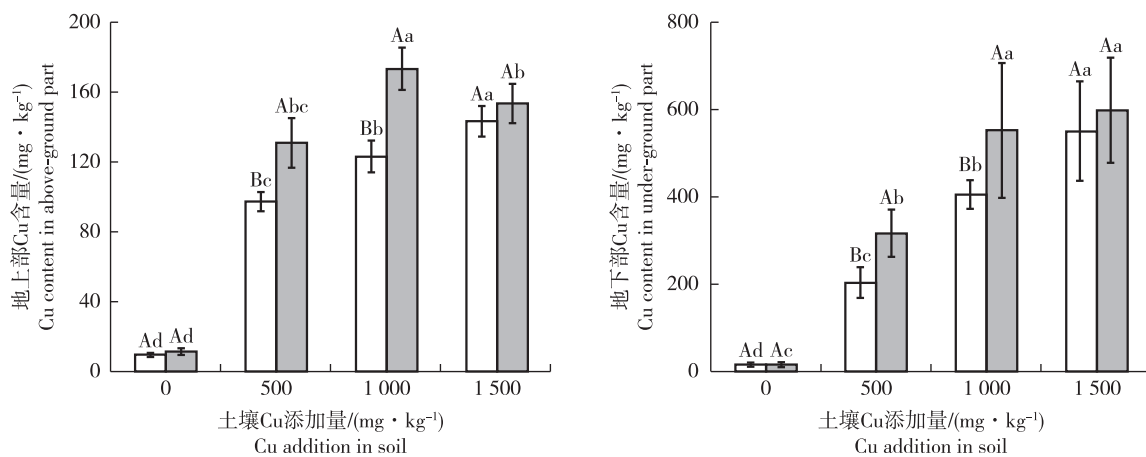 地上部Cu含量/(mg·kg⁻¹)
Cu content in above-ground part
200
160
120
80
40
0
Ad
Ad
Bc
Abc
Bb
Aa
Aa
Ab
0
500
1 000
1 500
土壤Cu添加量/(mg·kg⁻¹)
Cu addition in soil
地下部Cu含量/(mg·kg⁻¹)
Cu content in under-ground part
800
600
400
200
0
Ad
Ac
Bc
Ab
Bb
Aa
Aa
Aa
0
500
1 000
1 500
土壤Cu添加量/(mg·kg⁻¹)
Cu addition in soil